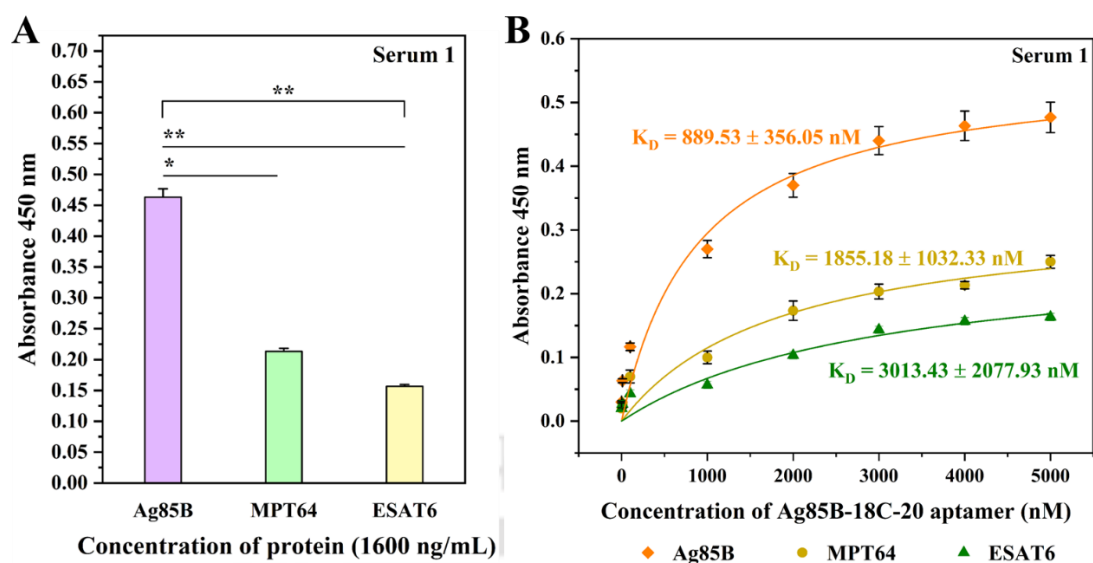 A
Serum 1
Absorbance 450 nm
0.70
0.65
0.60
0.55
0.50
0.45
0.40
0.35
0.30
0.25
0.20
0.15
0.10
0.05
0.00
**
**
*
Ag85B MPT64 ESAT6
Concentration of protein (1600 ng/mL)
B
Serum 1
Absorbance 450 nm
0.6
0.5
0.4
0.3
0.2
0.1
0.0
K_D = 889.53 ± 356.05 nM
K_D = 1855.18 ± 1032.33 nM
K_D = 3013.43 ± 2077.93 nM
0 1000 2000 3000 4000 5000
Concentration of Ag85B-18C-20 aptamer (nM)
Ag85B MPT64 ESAT6